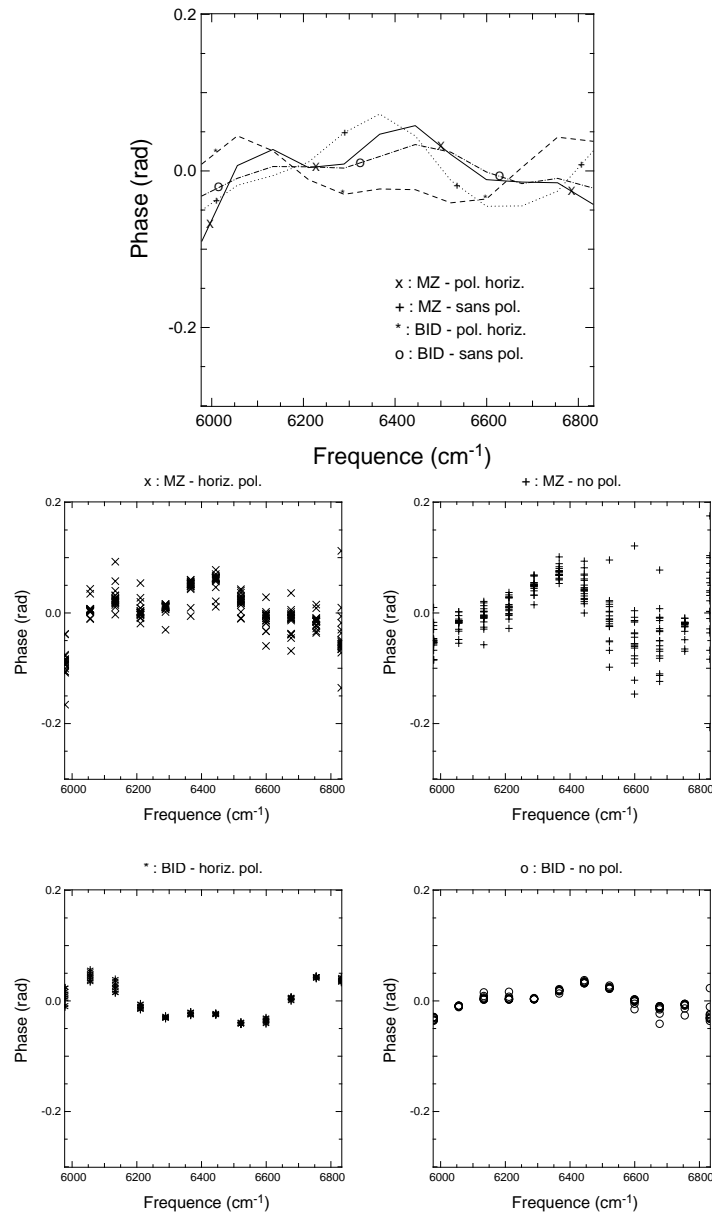 0.2
0.0
-0.2
Phase (rad)
x : MZ - pol. horiz.
+ : MZ - sans pol.
* : BID - pol. horiz.
o : BID - sans pol.
6000 6200 6400 6600 6800
Frequence (cm-1)
x : MZ - horiz. pol.
0.2
0.0
-0.2
Phase (rad)
6000 6200 6400 6600 6800
Frequence (cm-1)
+ : MZ - no pol.
0.2
0.0
-0.2
Phase (rad)
6000 6200 6400 6600 6800
Frequence (cm-1)
* : BID - horiz. pol.
0.2
0.0
-0.2
Phase (rad)
6000 6200 6400 6600 6800
Frequence (cm-1)
o : BID - no pol.
0.2
0.0
-0.2
Phase (rad)
6000 6200 6400 6600 6800
Frequence (cm-1)